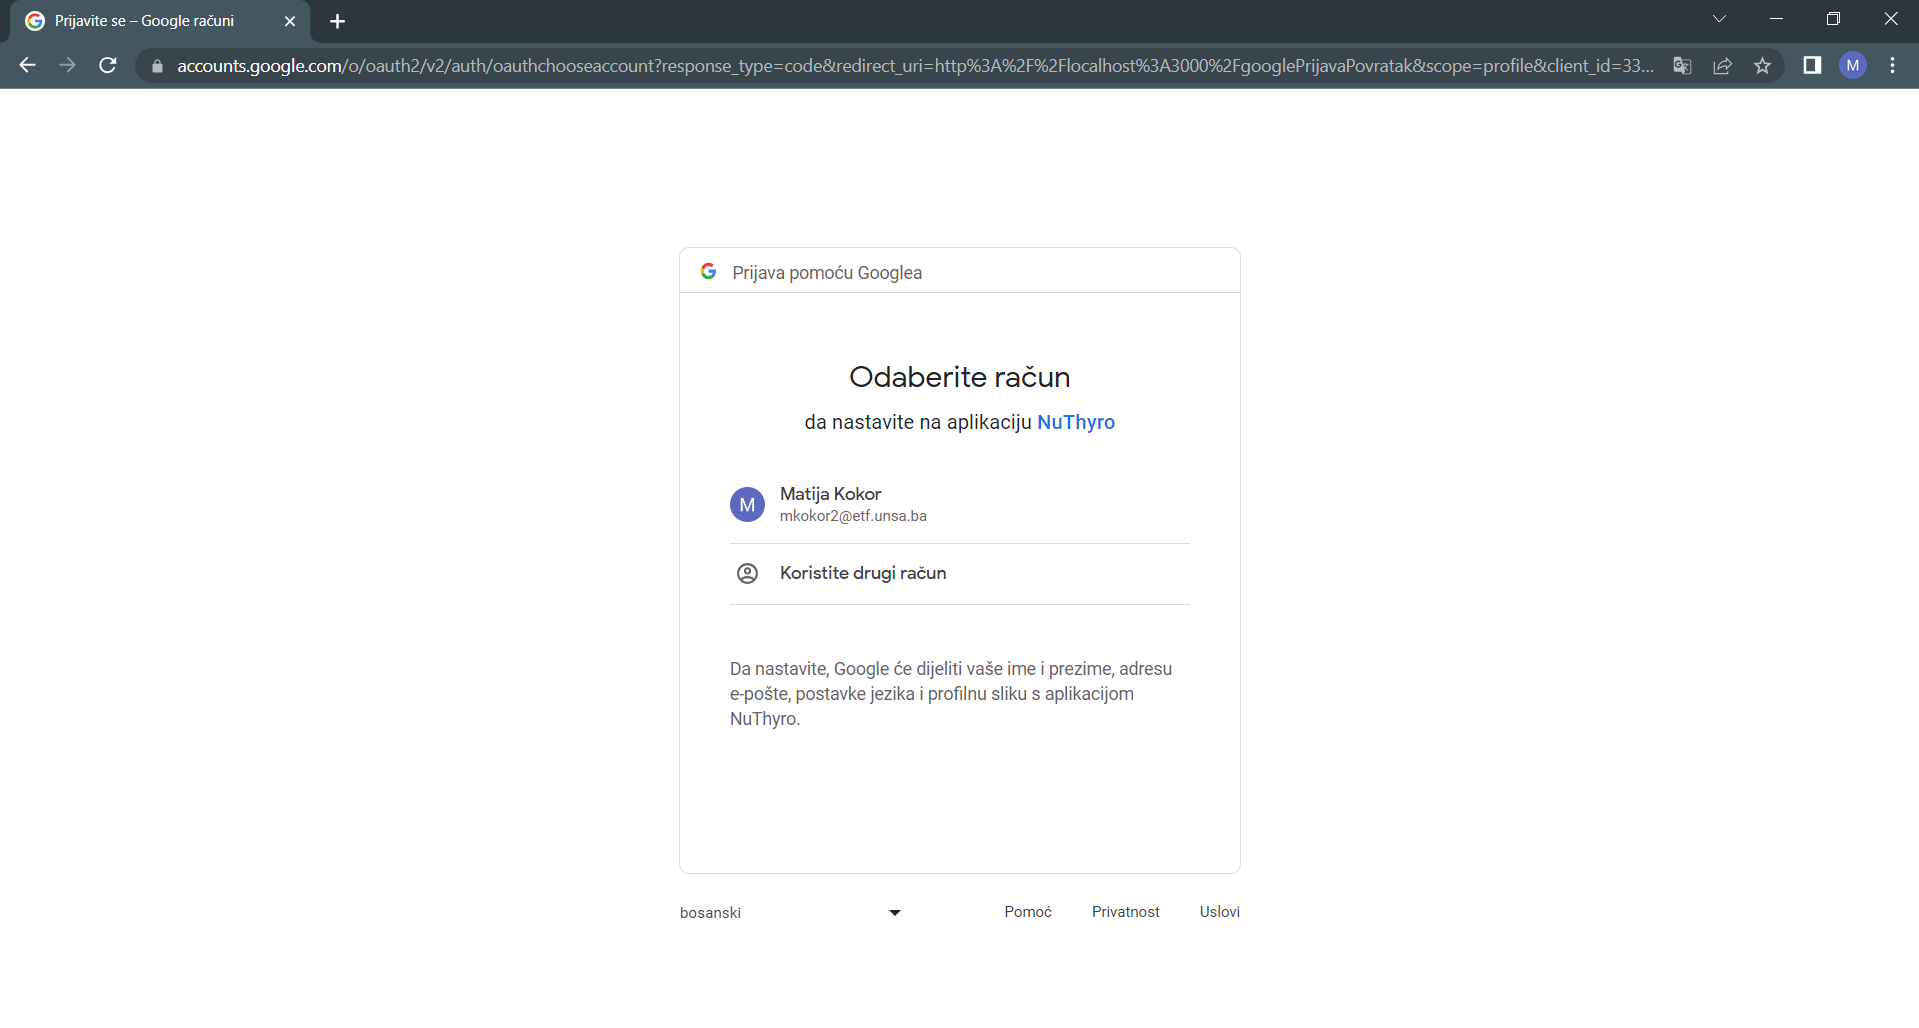 Prijavite se – Google računi
accounts.google.com/o/oauth2/v2/auth/oauthchooseaccount?response_type=code&redirect_uri=http%3A%2F%2Flocalhost%3A3000%2FgooglePrijavaPovratak&scope=profile&client_id=33...
M
Prijava pomoću Googlea
Odaberite račun
da nastavite na aplikaciju NuThyro
M
Matija Kokor
mkokor2@etf.unsa.ba
Koristite drugi račun
Da nastavite, Google će dijeliti vaše ime i prezime, adresu
e-pošte, postavke jezika i profilnu sliku s aplikacijom
NuThyro.
bosanski
Pomoć
Privatnost
Uslovi